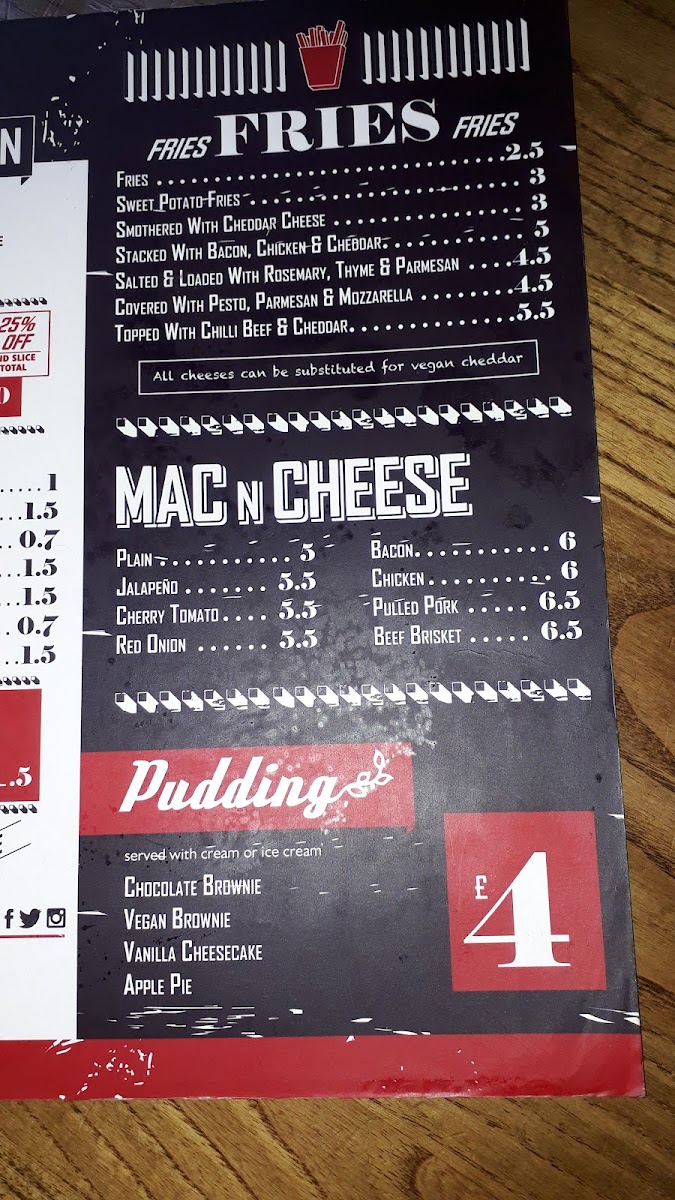 N
25%
OFF
TOTAL
1
1.5
0.7
1.5
1.5
0.7
1.5
.5
FRIES FRIES FRIES
Fries 2.5
Sweet Potato Fries 3
Smothered With Cheddar Cheese 3
Stacked With Bacon, Chicken & Cheddar 5
Salted & Loaded With Rosemary, Thyme & Parmesan 4.5
Covered With Pesto, Parmesan & Mozzarella 4.5
Topped With Chilli Beef & Cheddar 5.5
All cheeses can be substituted for vegan cheddar
MAC N CHEESE
Plain 5
Jalapeño 5.5
Cherry Tomato 5.5
Red Onion 5.5
Bacon 6
Chicken 6
Pulled Pork 6.5
Beef Brisket 6.5
Pudding
served with cream or ice cream
Chocolate Brownie
Vegan Brownie
Vanilla Cheesecake
Apple Pie
£4